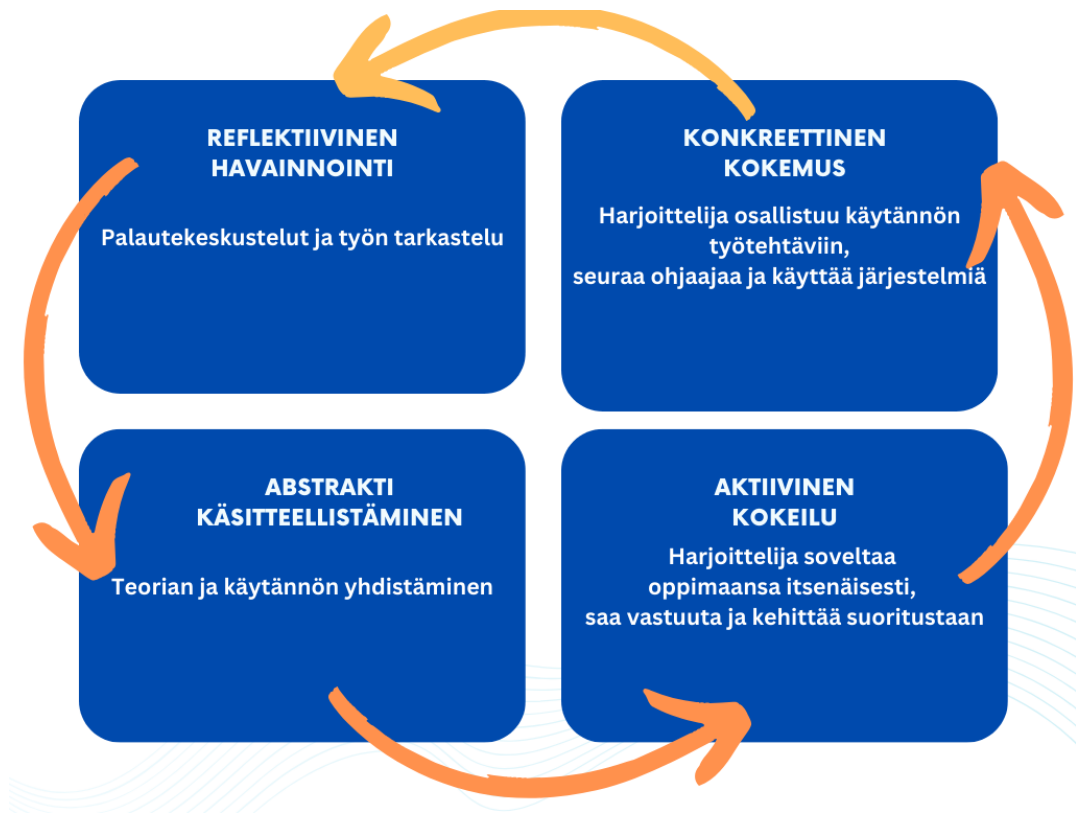 REFLEKTIIVINEN
HAVAINNOINTI
Palautekeskustelut ja työn tarkastelu
KONKREETTINEN
KOKEMUS
Harjoittelija osallistuu käytännön
työtehtäviin,
seuraa ohjaajaa ja käyttää järjestelmiä
ABSTRAKTI
KÄSITTEELLISTÄMINEN
Teorian ja käytännön yhdistäminen
AKTIIVINEN
KOKEILU
Harjoittelija soveltaa
oppimaansa itsenäisesti,
saa vastuuta ja kehittää suoritustaan